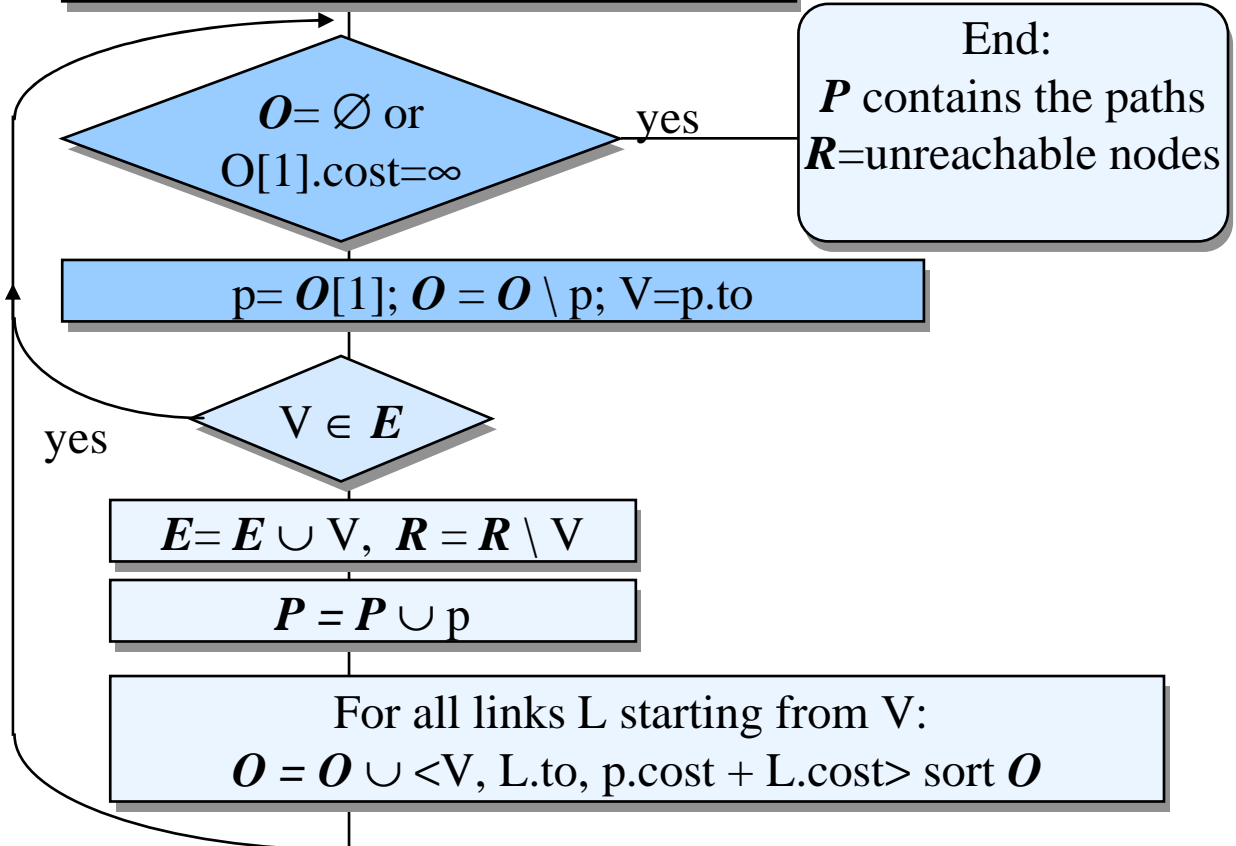 O= ∅ or
O[1].cost=∞
yes
End:
P contains the paths
R=unreachable nodes
p= O[1]; O = O \ p; V=p.to
V ∈ E
yes
E= E ∪ V, R = R \ V
P = P ∪ p
For all links L starting from V:
O = O ∪ <V, L.to, p.cost + L.cost> sort O